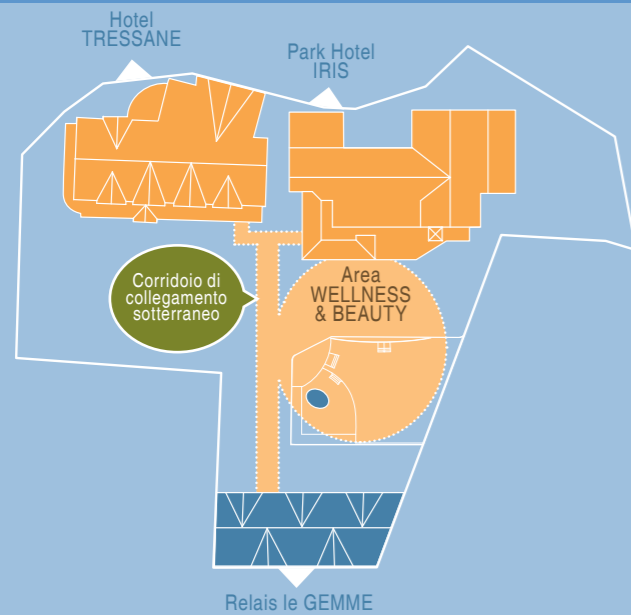 Hotel
TRESSANE
Park Hotel
IRIS
Corridoio di
collegamento
sotterraneo
Area
WELLNESS
& BEAUTY
Relais le GEMME